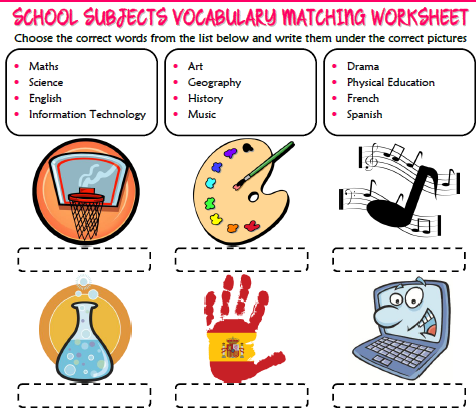 SCHOOL SUBJECTS VOCABULARY MATCHING WORKSHEET
Choose the correct words from the list below and write them under the correct pictures
• Maths
• Science
• English
• Information Technology
• Art
• Geography
• History
• Music
• Drama
• Physical Education
• French
• Spanish